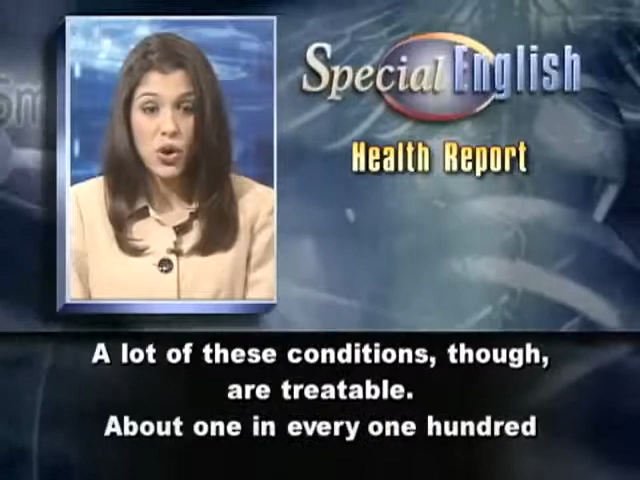 Special English
Health Report
A lot of these conditions, though,
are treatable.
About one in every one hundred